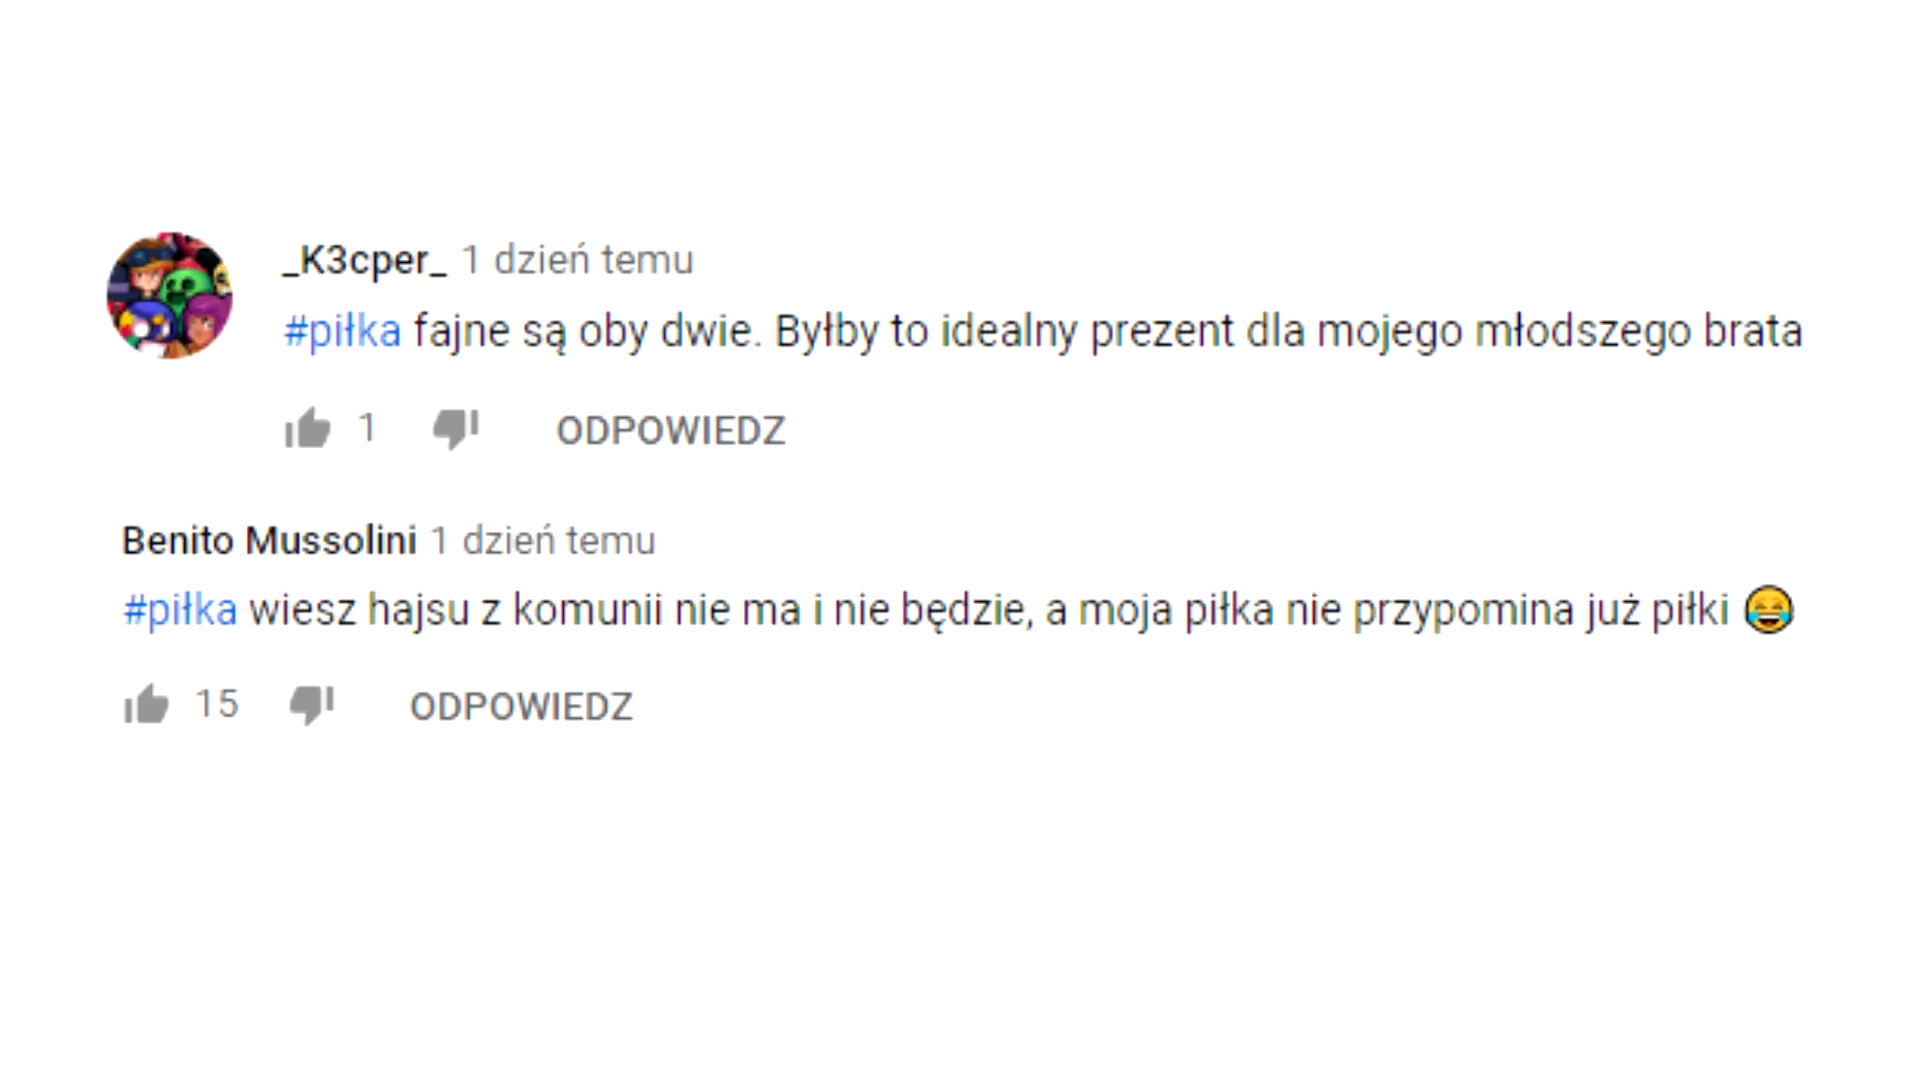 _K3cper_ 1 dzień temu
#piłka fajne są oby dwie. Byłby to idealny prezent dla mojego młodszego brata
1 ODPOWIEDZ
Benito Mussolini 1 dzień temu
#piłka wiesz hajsu z komunii nie ma i nie będzie, a moja piłka nie przypomina już piłki 😂
15 ODPOWIEDZ